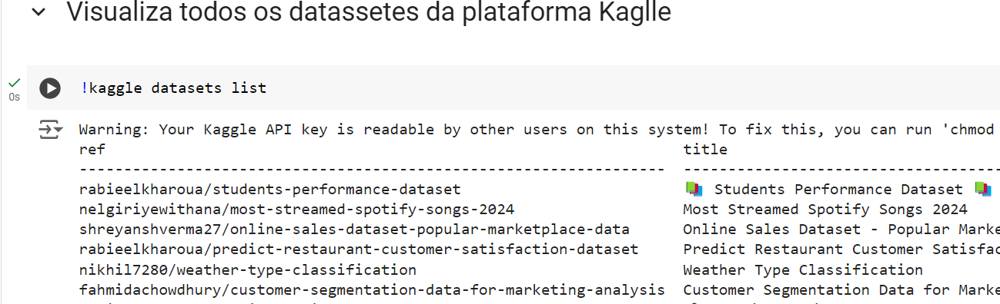 Visualiza todos os datassetes da plataforma Kaglle
!kaggle datasets list
0s
Warning: Your Kaggle API key is readable by other users on this system! To fix this, you can run 'chmod
ref title
----------------------------------------------------------------- -----------------------------------
rabieelkharoua/students-performance-dataset 📚 Students Performance Dataset 📚
nelgiriyewithana/most-streamed-spotify-songs-2024 Most Streamed Spotify Songs 2024
shreyanshverma27/online-sales-dataset-popular-marketplace-data Online Sales Dataset - Popular Marke
rabieelkharoua/predict-restaurant-customer-satisfaction-dataset Predict Restaurant Customer Satisfac
nikhil7280/weather-type-classification Weather Type Classification
fahmidachowdhury/customer-segmentation-data-for-marketing-analysis Customer Segmentation Data for Marke